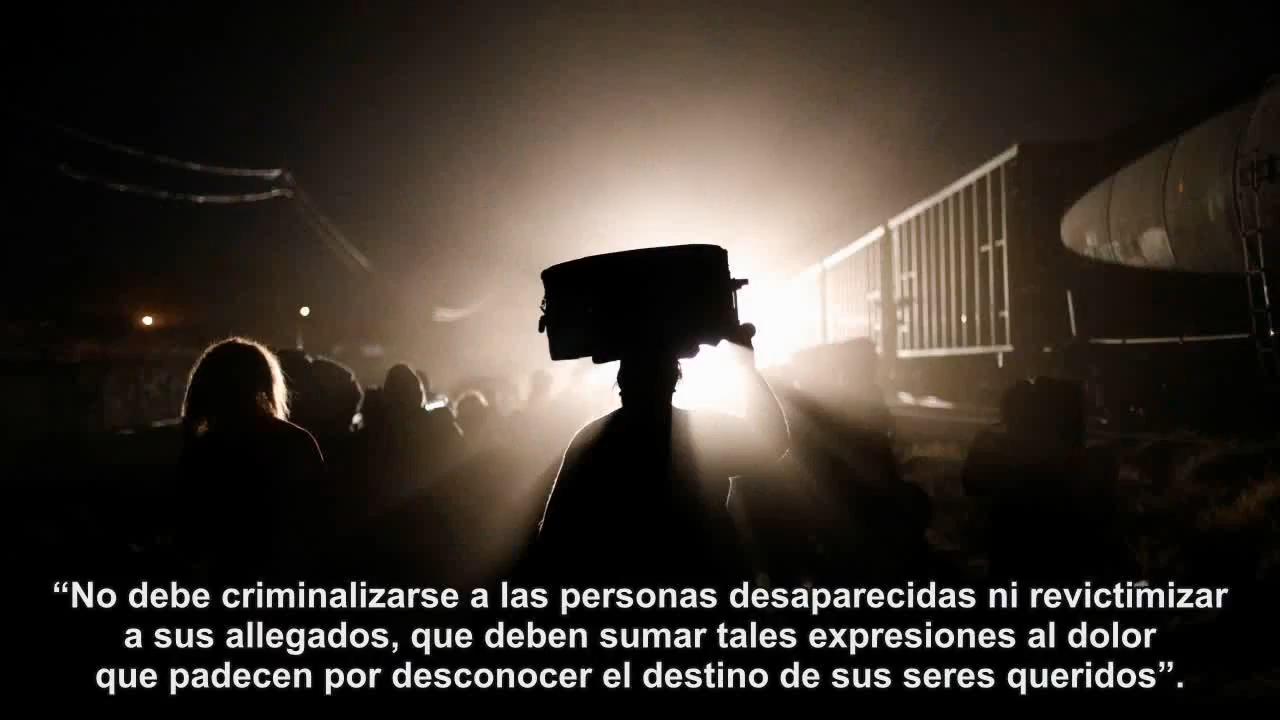 “No debe criminalizarse a las personas desaparecidas ni revictimizar
a sus allegados, que deben sumar tales expresiones al dolor
que padecen por desconocer el destino de sus seres queridos”.